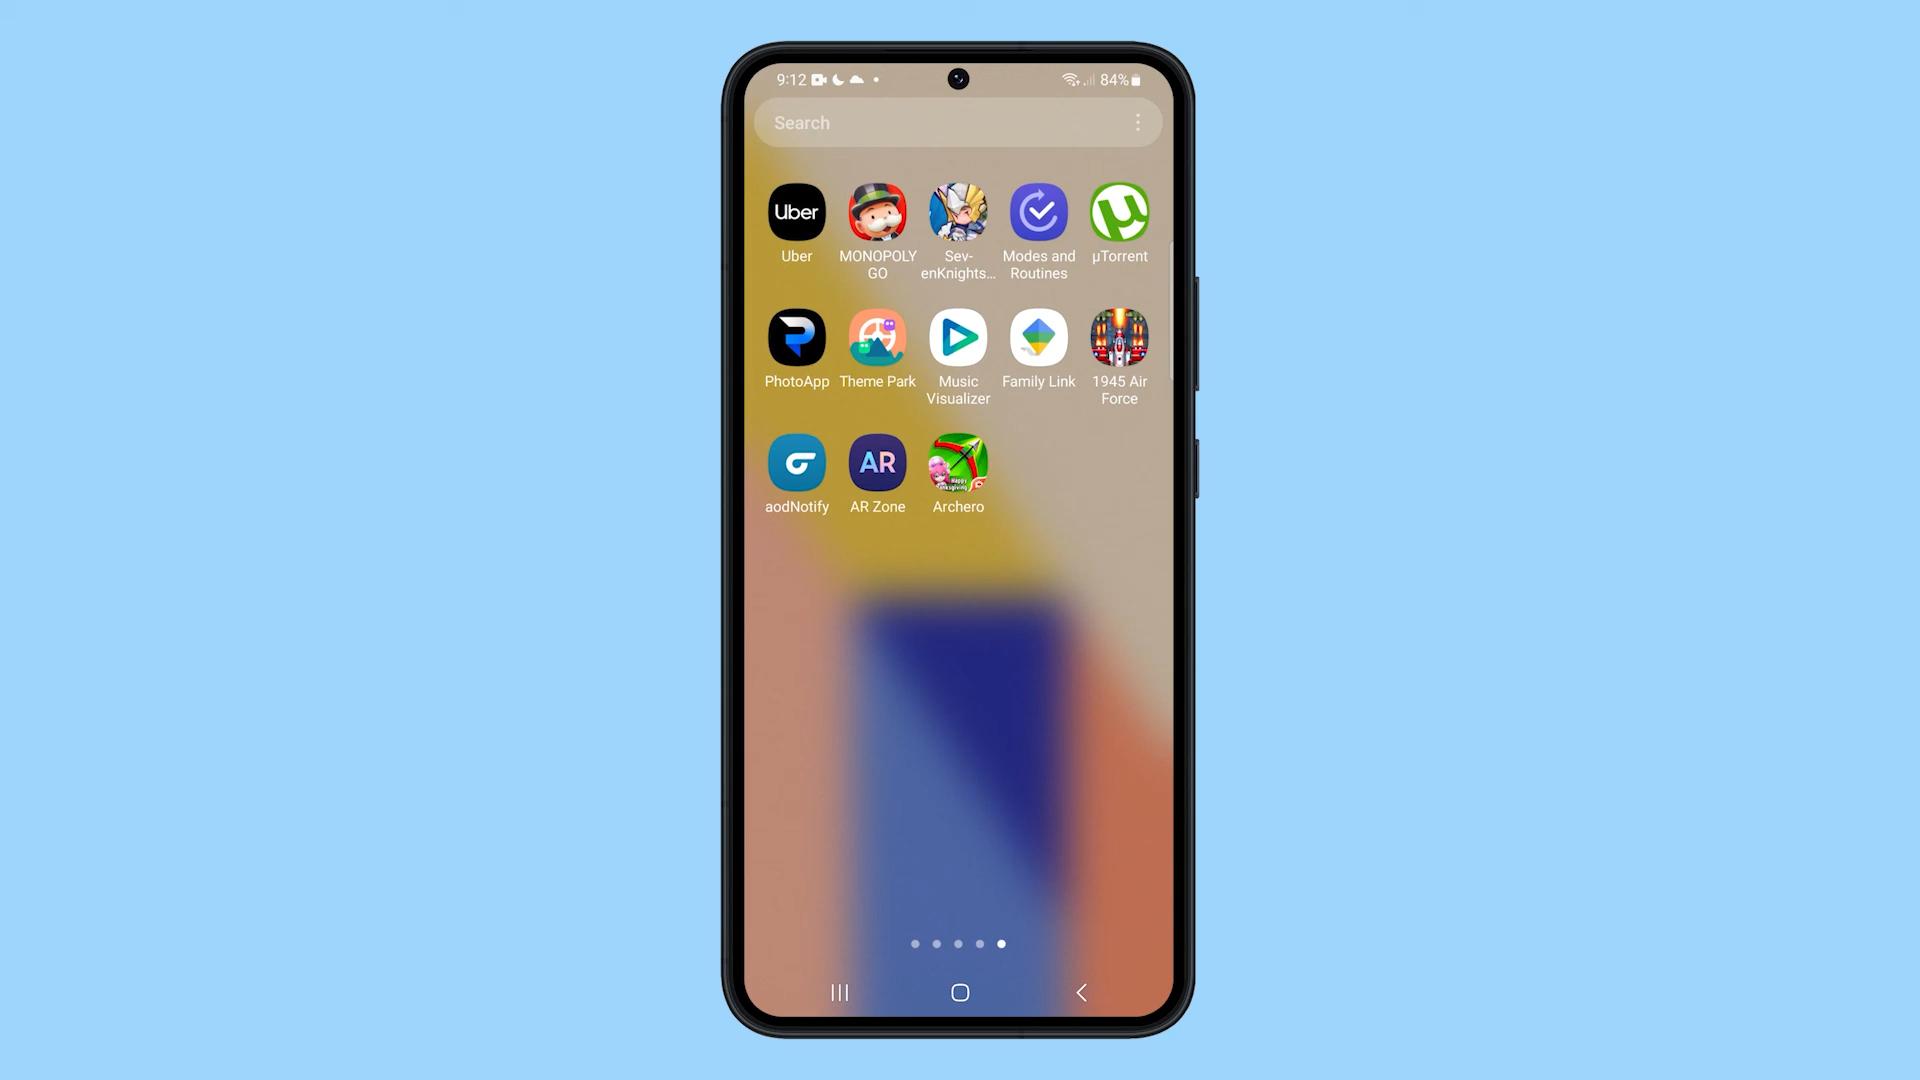 9:12
84%
Search
Uber
Uber
MONOPOLY
GO
Sev-
enKnights...
Modes and
Routines
µTorrent
PhotoApp
Theme Park
Music
Visualizer
Family Link
1945 Air
Force
AR
aodNotify
AR Zone
Happy
Archero